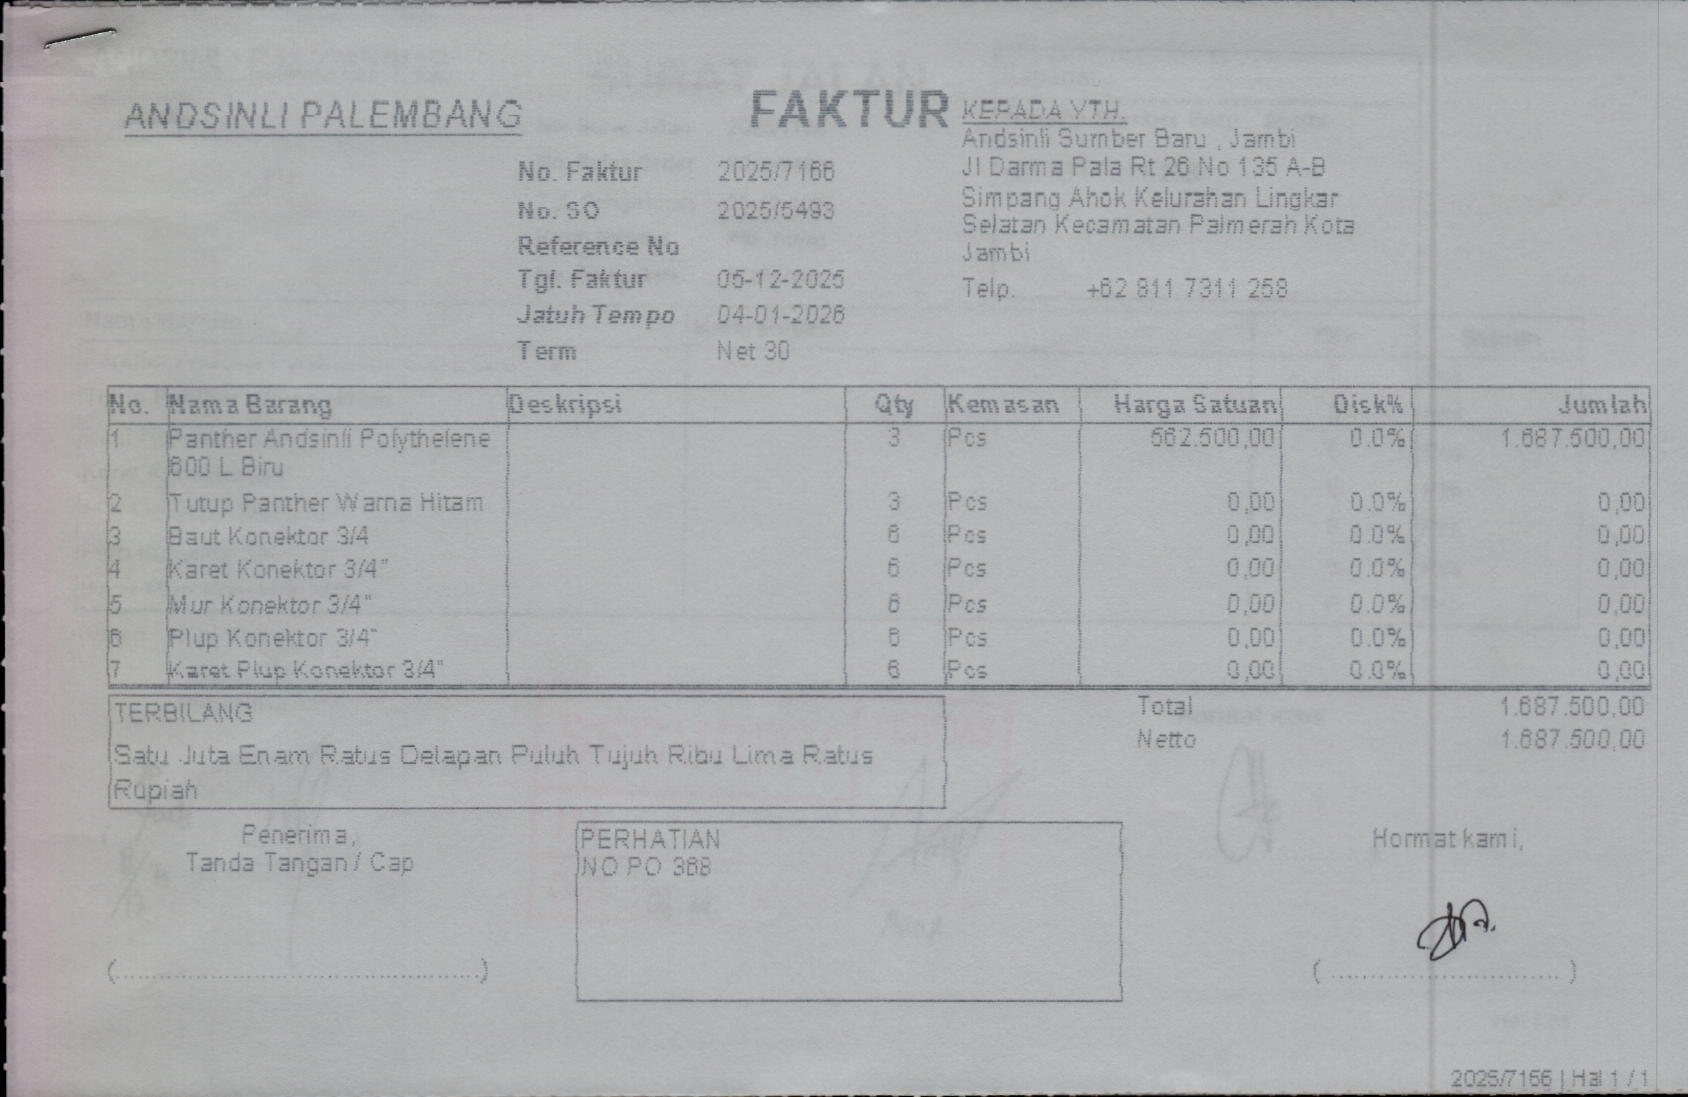 ANDSINLI PALEMBANG
FAKTUR
KEPADA YTH.
Andsinli Sumber Baru , Jambi
Jl Darma Pala Rt 26 No 135 A-B
Simpang Ahok Kelurahan Lingkar
Selatan Kecamatan Palmerah Kota
Jambi
Telp. +62 811 7311 258
No. Faktur 2025/7166
No. SO 2025/5493
Reference No
Tgl. Faktur 05-12-2025
Jatuh Tempo 04-01-2026
Term Net 30
No. Nama Barang Deskripsi Qty Kemasan Harga Satuan Disk% Jumlah
1 Panther Andsinli Polythelene 3 Pcs 562.500,00 0.0% 1.687.500,00
600 L Biru
2 Tutup Panther Warna Hitam 3 Pcs 0,00 0.0% 0,00
3 Baut Konektor 3/4 6 Pcs 0,00 0.0% 0,00
4 Karet Konektor 3/4" 6 Pcs 0,00 0.0% 0,00
5 Mur Konektor 3/4" 6 Pcs 0,00 0.0% 0,00
6 Plup Konektor 3/4" 6 Pcs 0,00 0.0% 0,00
7 Karet Plup Konektor 3/4" 6 Pcs 0,00 0.0% 0,00
Total 1.687.500,00
Netto 1.687.500,00
TERBILANG
Satu Juta Enam Ratus Delapan Puluh Tujuh Ribu Lima Ratus
Rupiah
Penerima,
Tanda Tangan / Cap
(..................................................)
PERHATIAN
NO PO 368
Hormat kami,
( ............................... )
2025/7166 | Hal 1 / 1